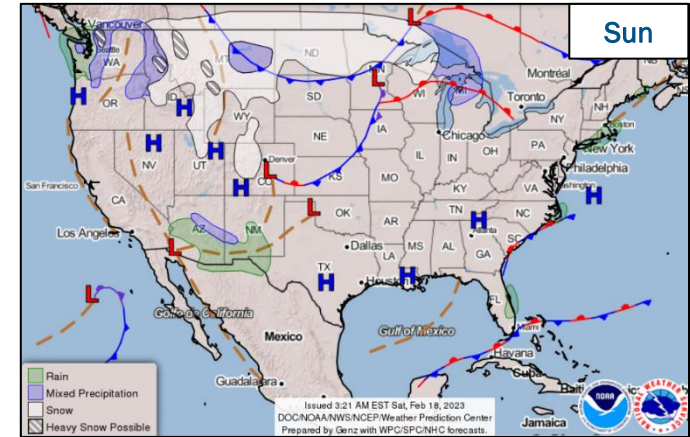 Sun
Vancouver
Seattle
WA
MT
ND
MN
Montréal
OR
ID
SD
WI
MI
Toronto
NH
WY
NY
Boston
IA
Chicago
New York
NE
PA
NV
UT
Denver
CO
IL
IN
OH
Philadelphia
San Francisco
KS
MO
VA
Washington
CA
KY
Los Angeles
AZ
NM
OK
AR
TN
NC
Atlanta
SC
Dallas
MS
AL
GA
TX
LA
Houston
FL
Golfo de California
Gulf of Mexico
Miami
Mexico
Havana
Cuba
Guadalajara
Jamaica
H
H
H
H
H
H
H
H
H
L
L
L
L
L
L
Rain
Mixed Precipitation
Snow
Heavy Snow Possible
Issued 3:21 AM EST Sat, Feb 18, 2023
DOC/NOAA/NWS/NCEP/Weather Prediction Center
Prepared by Genz with WPC/SPC/NHC forecasts.
NOAA